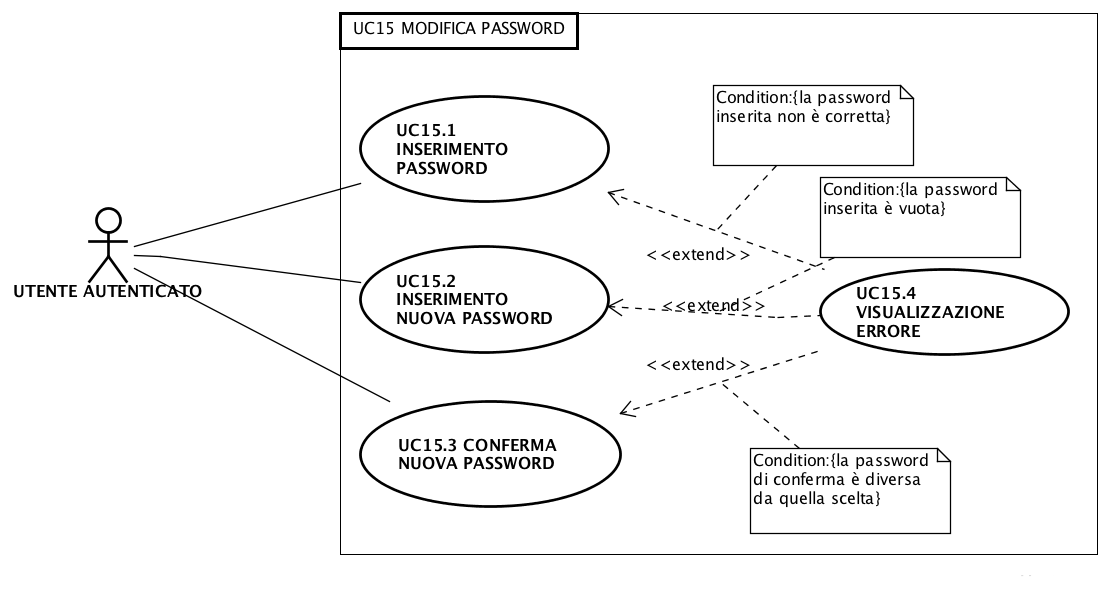 UC15 MODIFICA PASSWORD
Condition:{la password
inserita non è corretta}
UC15.1
INSERIMENTO
PASSWORD
Condition:{la password
inserita è vuota}
<<extend>>
UTENTE AUTENTICATO
UC15.2
INSERIMENTO
NUOVA PASSWORD
<<extend>>
UC15.4
VISUALIZZAZIONE
ERRORE
<<extend>>
UC15.3 CONFERMA
NUOVA PASSWORD
Condition:{la password
di conferma è diversa
da quella scelta}